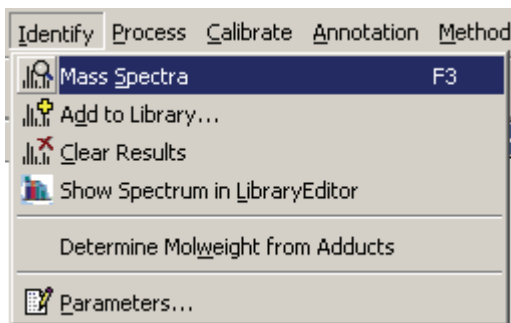 Identify Process Calibrate Annotation Method
Mass Spectra F3
Add to Library...
Clear Results
Show Spectrum in LibraryEditor
Determine Molweight from Adducts
Parameters...